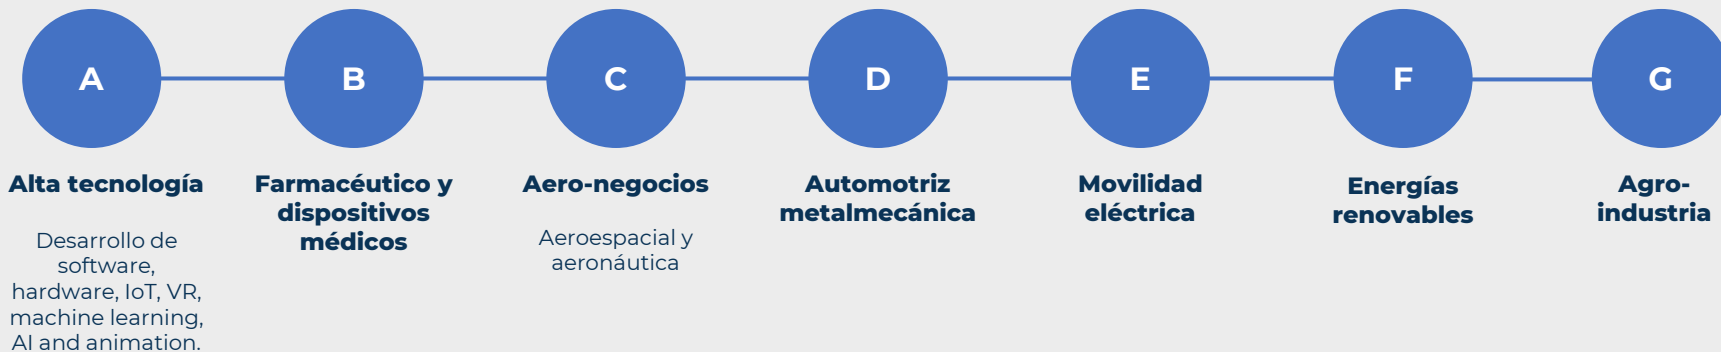 A
B
C
D
E
F
G
Alta tecnología
Desarrollo de
software,
hardware, IoT, VR,
machine learning,
AI and animation.
Farmacéutico y
dispositivos
médicos
Aero-negocios
Aeroespacial y
aeronáutica
Automotriz
metalmecánica
Movilidad
eléctrica
Energías
renovables
Agro-
industria